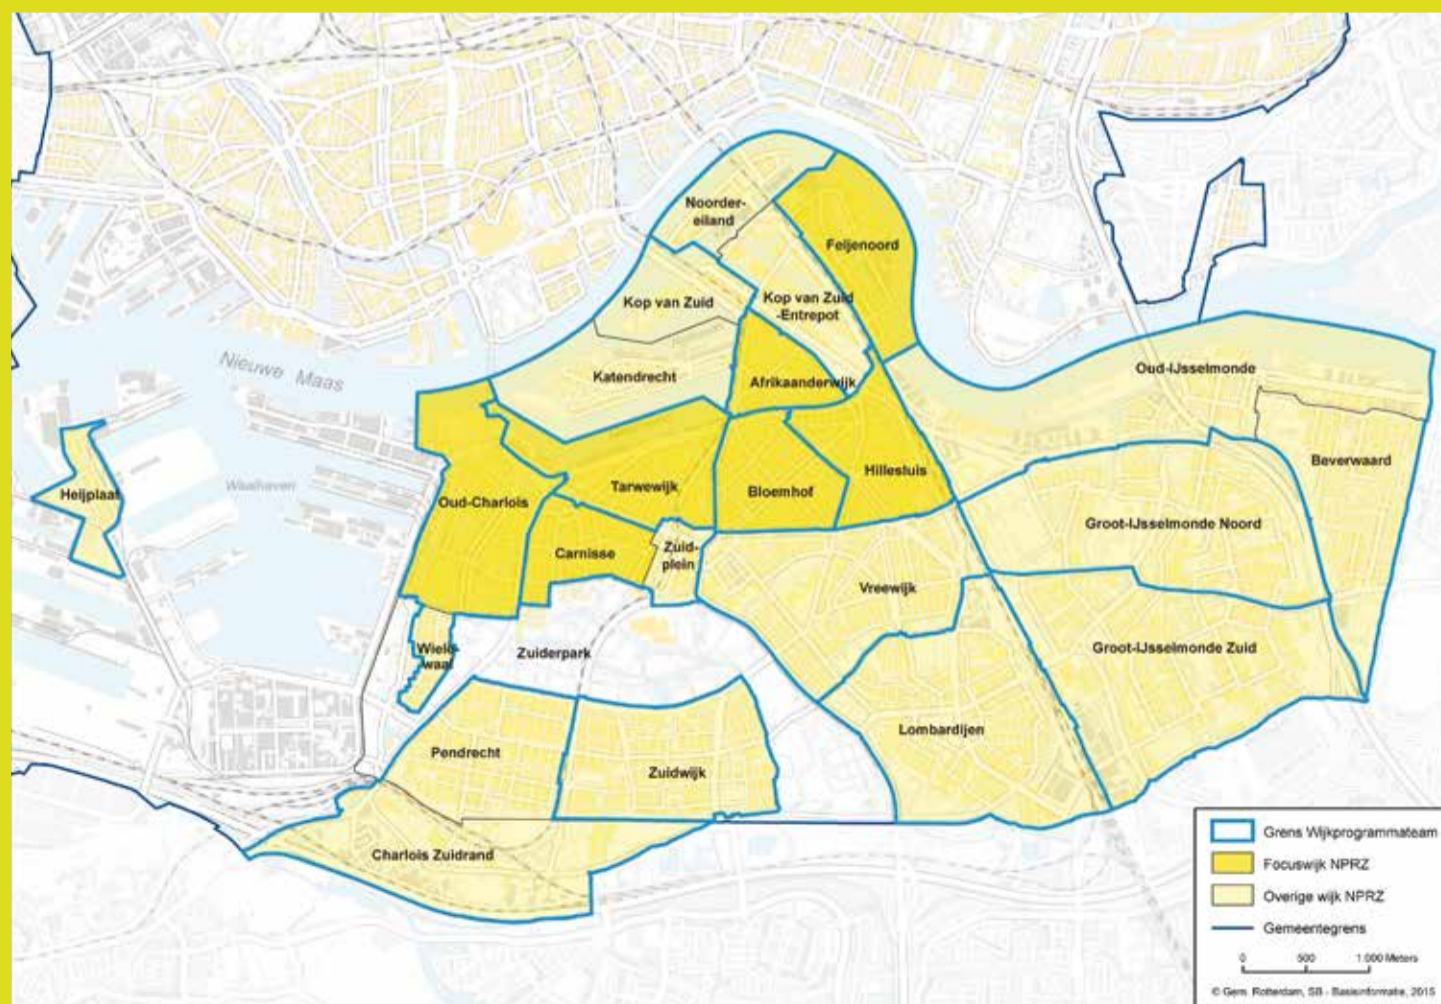 Noorder-
eiland
Feijenoord
Kop van Zuid
Kop van Zuid
-Entrepot
Nieuwe Maas
Katendrecht
Afrikaanderwijk
Oud-IJsselmonde
Beverwaard
Hillesluis
Heijplaat
Waalhaven
Oud-Charlois
Tarwewijk
Bloemhof
Groot-IJsselmonde Noord
Carnisse
Zuid-
plein
Vreewijk
Wielewaal
Zuiderpark
Groot-IJsselmonde Zuid
Lombardijen
Pendrecht
Zuidwijk
Charlois Zuidrand
Grens Wijkprogrammateam
Focuswijk NPRZ
Overige wijk NPRZ
Gemeentegrens
0 500 1.000 Meters
© Gem. Rotterdam, SB - Basisinformatie, 2015